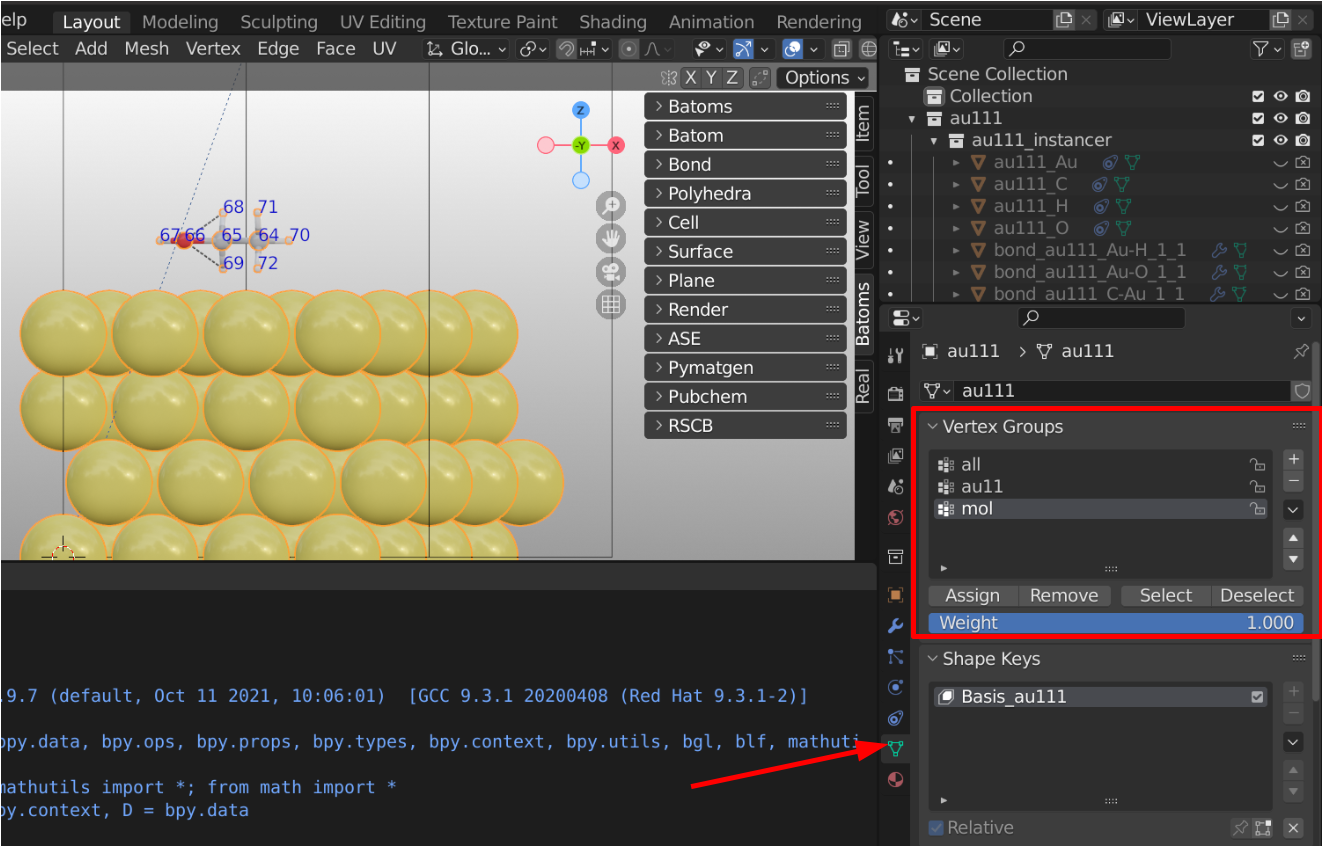 elp Layout Modeling Sculpting UV Editing Texture Paint Shading Animation Rendering Scene ViewLayer
Select Add Mesh Vertex Edge Face UV Glo...
X Y Z Options
Scene Collection
Collection
au111
au111_instancer
au111_Au
au111_C
au111_H
au111_O
bond_au111_Au-H_1_1
bond_au111_Au-O_1_1
bond_au111_C-Au_1_1
Z
-Y X
68 71
67 66 65 64 70
69 72
Batoms
Batom
Bond
Polyhedra
Cell
Surface
Plane
Render
ASE
Pymatgen
Pubchem
RSCB
Item
Tool
View
Batoms
Real
au111 > au111
au111
Vertex Groups
all
au11
mol
Assign Remove Select Deselect
Weight 1.000
Shape Keys
Basis_au111
Relative
.9.7 (default, Oct 11 2021, 10:06:01) [GCC 9.3.1 20200408 (Red Hat 9.3.1-2)]
bpy.data, bpy.ops, bpy.props, bpy.types, bpy.context, bpy.utils, bgl, blf, mathuti
mathutils import *; from math import *
py.context, D = bpy.data